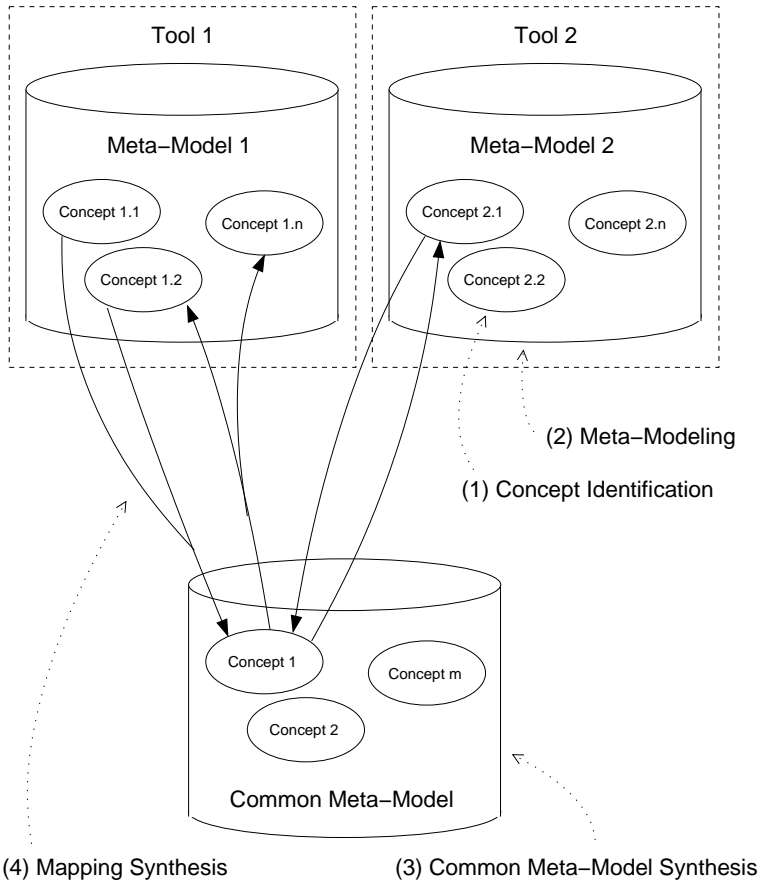 Tool 1
Tool 2
Meta−Model 1
Meta−Model 2
Concept 1.1
Concept 1.n
Concept 1.2
Concept 2.1
Concept 2.n
Concept 2.2
(2) Meta−Modeling
(1) Concept Identification
Concept 1
Concept m
Concept 2
Common Meta−Model
(4) Mapping Synthesis
(3) Common Meta−Model Synthesis